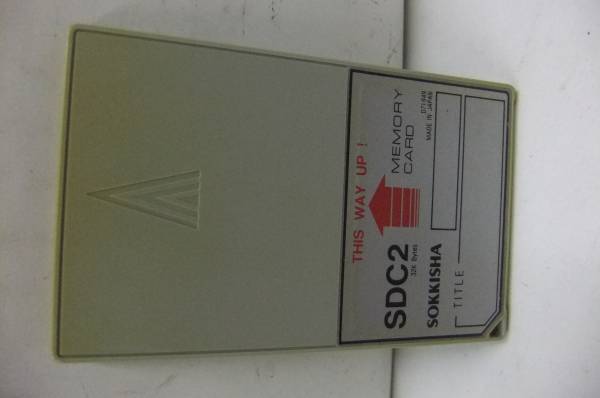 THIS WAY UP !
SDC2
32K Bytes
MEMORY
CARD
SOKKISHA
MADE IN JAPAN
TITLE